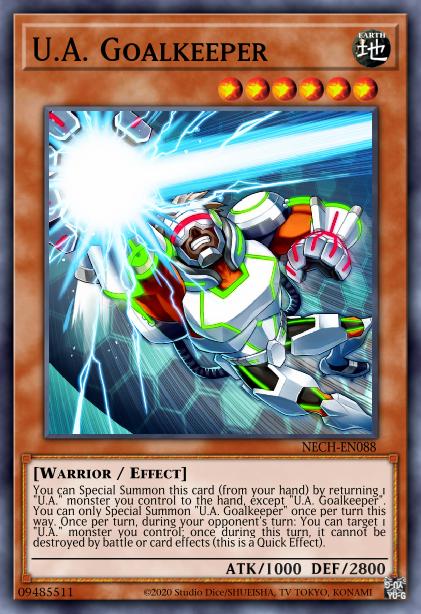 U.A. Goalkeeper
EARTH
地
NECH-EN088
[Warrior / Effect]
You can Special Summon this card (from your hand) by returning 1
"U.A." monster you control to the hand, except "U.A. Goalkeeper".
You can only Special Summon "U.A. Goalkeeper" once per turn this
way. Once per turn, during your opponent's turn: You can target 1
"U.A." monster you control; once during this turn, it cannot be
destroyed by battle or card effects (this is a Quick Effect).
ATK/1000 DEF/2800
09485511
©2020 Studio Dice/SHUEISHA, TV TOKYO, KONAMI